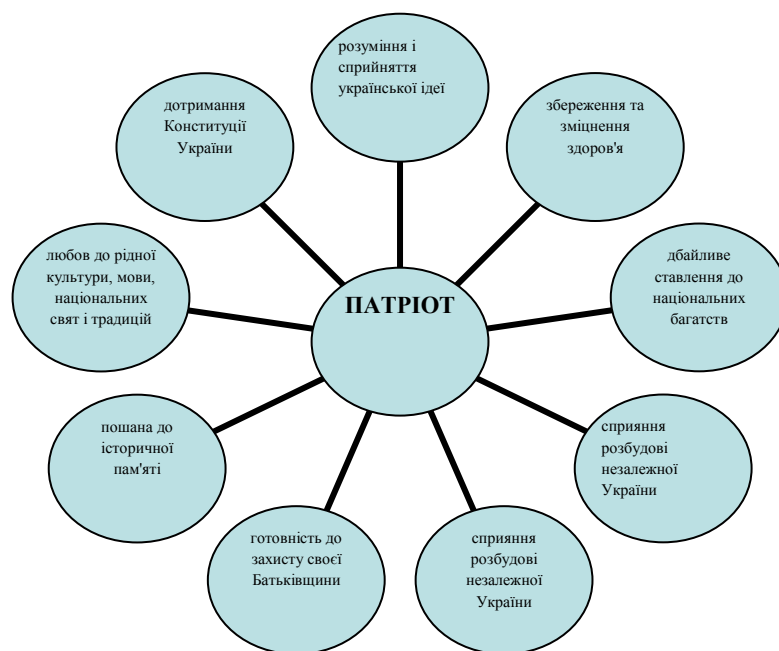 розуміння і
сприйняття
української ідеї
збереження та
зміцнення
здоров'я
дбайливе
ставлення до
національних
багатств
сприяння
розбудові
незалежної
України
сприяння
розбудові
незалежної
України
готовність до
захисту своєї
Батьківщини
пошана до
історичної
пам'яті
любов до рідної
культури, мови,
національних
свят і традицій
дотримання
Конституції
України
ПАТРІОТ